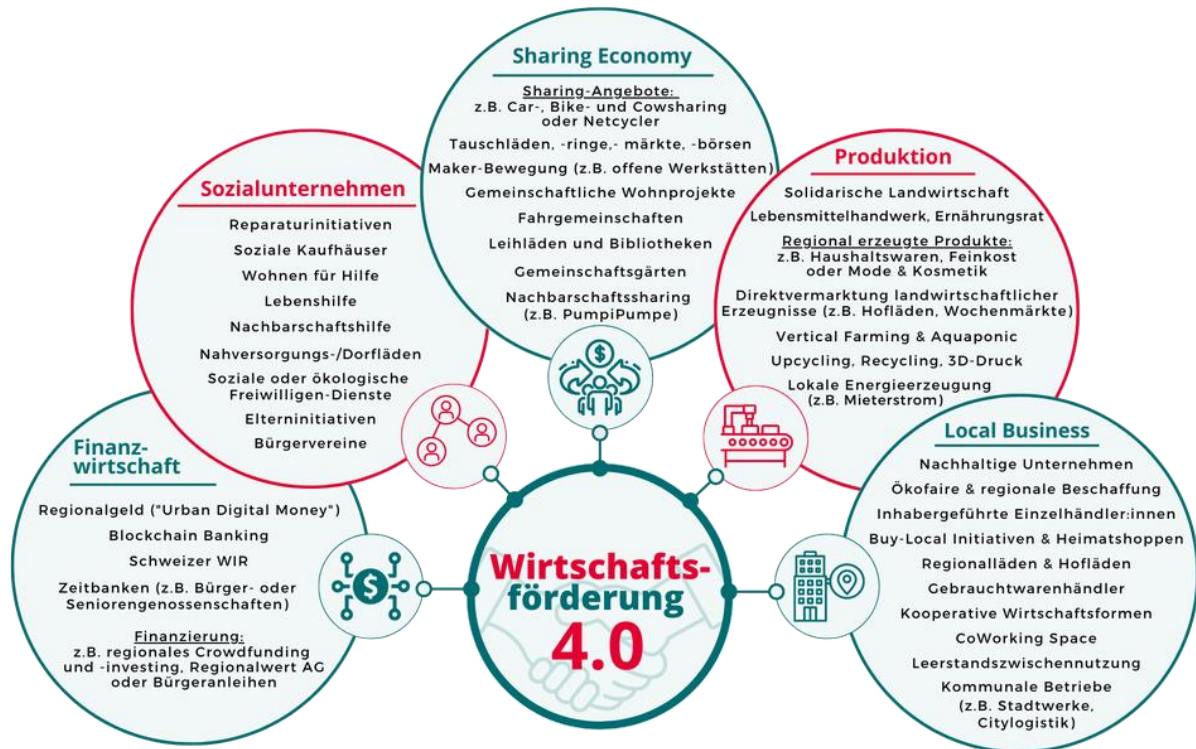 Sharing Economy
Sharing-Angebote:
z.B. Car-, Bike- und Cowsharing
oder Netcycler
Tauschläden, -ringe,- märkte, -börsen
Maker-Bewegung (z.B. offene Werkstätten)
Gemeinschaftliche Wohnprojekte
Fahrgemeinschaften
Leihläden und Bibliotheken
Gemeinschaftsgärten
Nachbarschaftssharing
(z.B. PumpiPumpe)
Sozialunternehmen
Reparaturinitiativen
Soziale Kaufhäuser
Wohnen für Hilfe
Lebenshilfe
Nachbarschaftshilfe
Nahversorgungs-/Dorfläden
Soziale oder ökologische
Freiwilligen-Dienste
Elterninitiativen
Bürgervereine
Produktion
Solidarische Landwirtschaft
Lebensmittelhandwerk, Ernährungsrat
Regional erzeugte Produkte:
z.B. Haushaltswaren, Feinkost
oder Mode & Kosmetik
Direktvermarktung landwirtschaftlicher
Erzeugnisse (z.B. Hofläden, Wochenmärkte)
Vertical Farming & Aquaponic
Upcycling, Recycling, 3D-Druck
Lokale Energieerzeugung
(z.B. Mieterstrom)
Finanz-
wirtschaft
Regionalgeld ("Urban Digital Money")
Blockchain Banking
Schweizer WIR
Zeitbanken (z.B. Bürger- oder
Seniorengenossenschaften)
Finanzierung:
z.B. regionales Crowdfunding
und -investing, Regionalwert AG
oder Bürgeranleihen
Local Business
Nachhaltige Unternehmen
Ökofaire & regionale Beschaffung
Inhabergeführte Einzelhändler:innen
Buy-Local Initiativen & Heimatshoppen
Regionalläden & Hofläden
Gebrauchtwarenhändler
Kooperative Wirtschaftsformen
CoWorking Space
Leerstandszwischennutzung
Kommunale Betriebe
(z.B. Stadtwerke,
Citylogistik)
$
$
Wirtschafts-
förderung
4.0